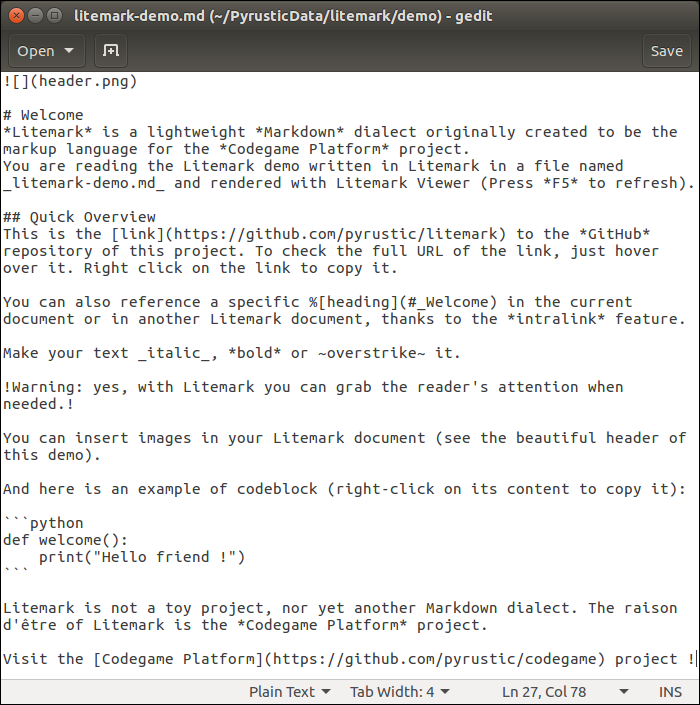 litemark-demo.md (~/PyrusticData/litemark/demo) - gedit
Open
Save
![](header.png)
# Welcome
*Litemark* is a lightweight *Markdown* dialect originally created to be the
markup language for the *Codegame Platform* project.
You are reading the Litemark demo written in Litemark in a file named
_litemark-demo.md_ and rendered with Litemark Viewer (Press *F5* to refresh).
## Quick Overview
This is the [link](https://github.com/pyrustic/litemark) to the *GitHub*
repository of this project. To check the full URL of the link, just hover
over it. Right click on the link to copy it.
You can also reference a specific %[heading](#_Welcome) in the current
document or in another Litemark document, thanks to the *intralink* feature.
Make your text _italic_, *bold* or ~overstrike~ it.
!Warning: yes, with Litemark you can grab the reader's attention when
needed.!
You can insert images in your Litemark document (see the beautiful header of
this demo).
And here is an example of codeblock (right-click on its content to copy it):
```python
def welcome():
    print("Hello friend !")
```
Litemark is not a toy project, nor yet another Markdown dialect. The raison
d'être of Litemark is the *Codegame Platform* project.
Visit the [Codegame Platform](https://github.com/pyrustic/codegame) project !
Plain Text Tab Width: 4 Ln 27, Col 78 INS